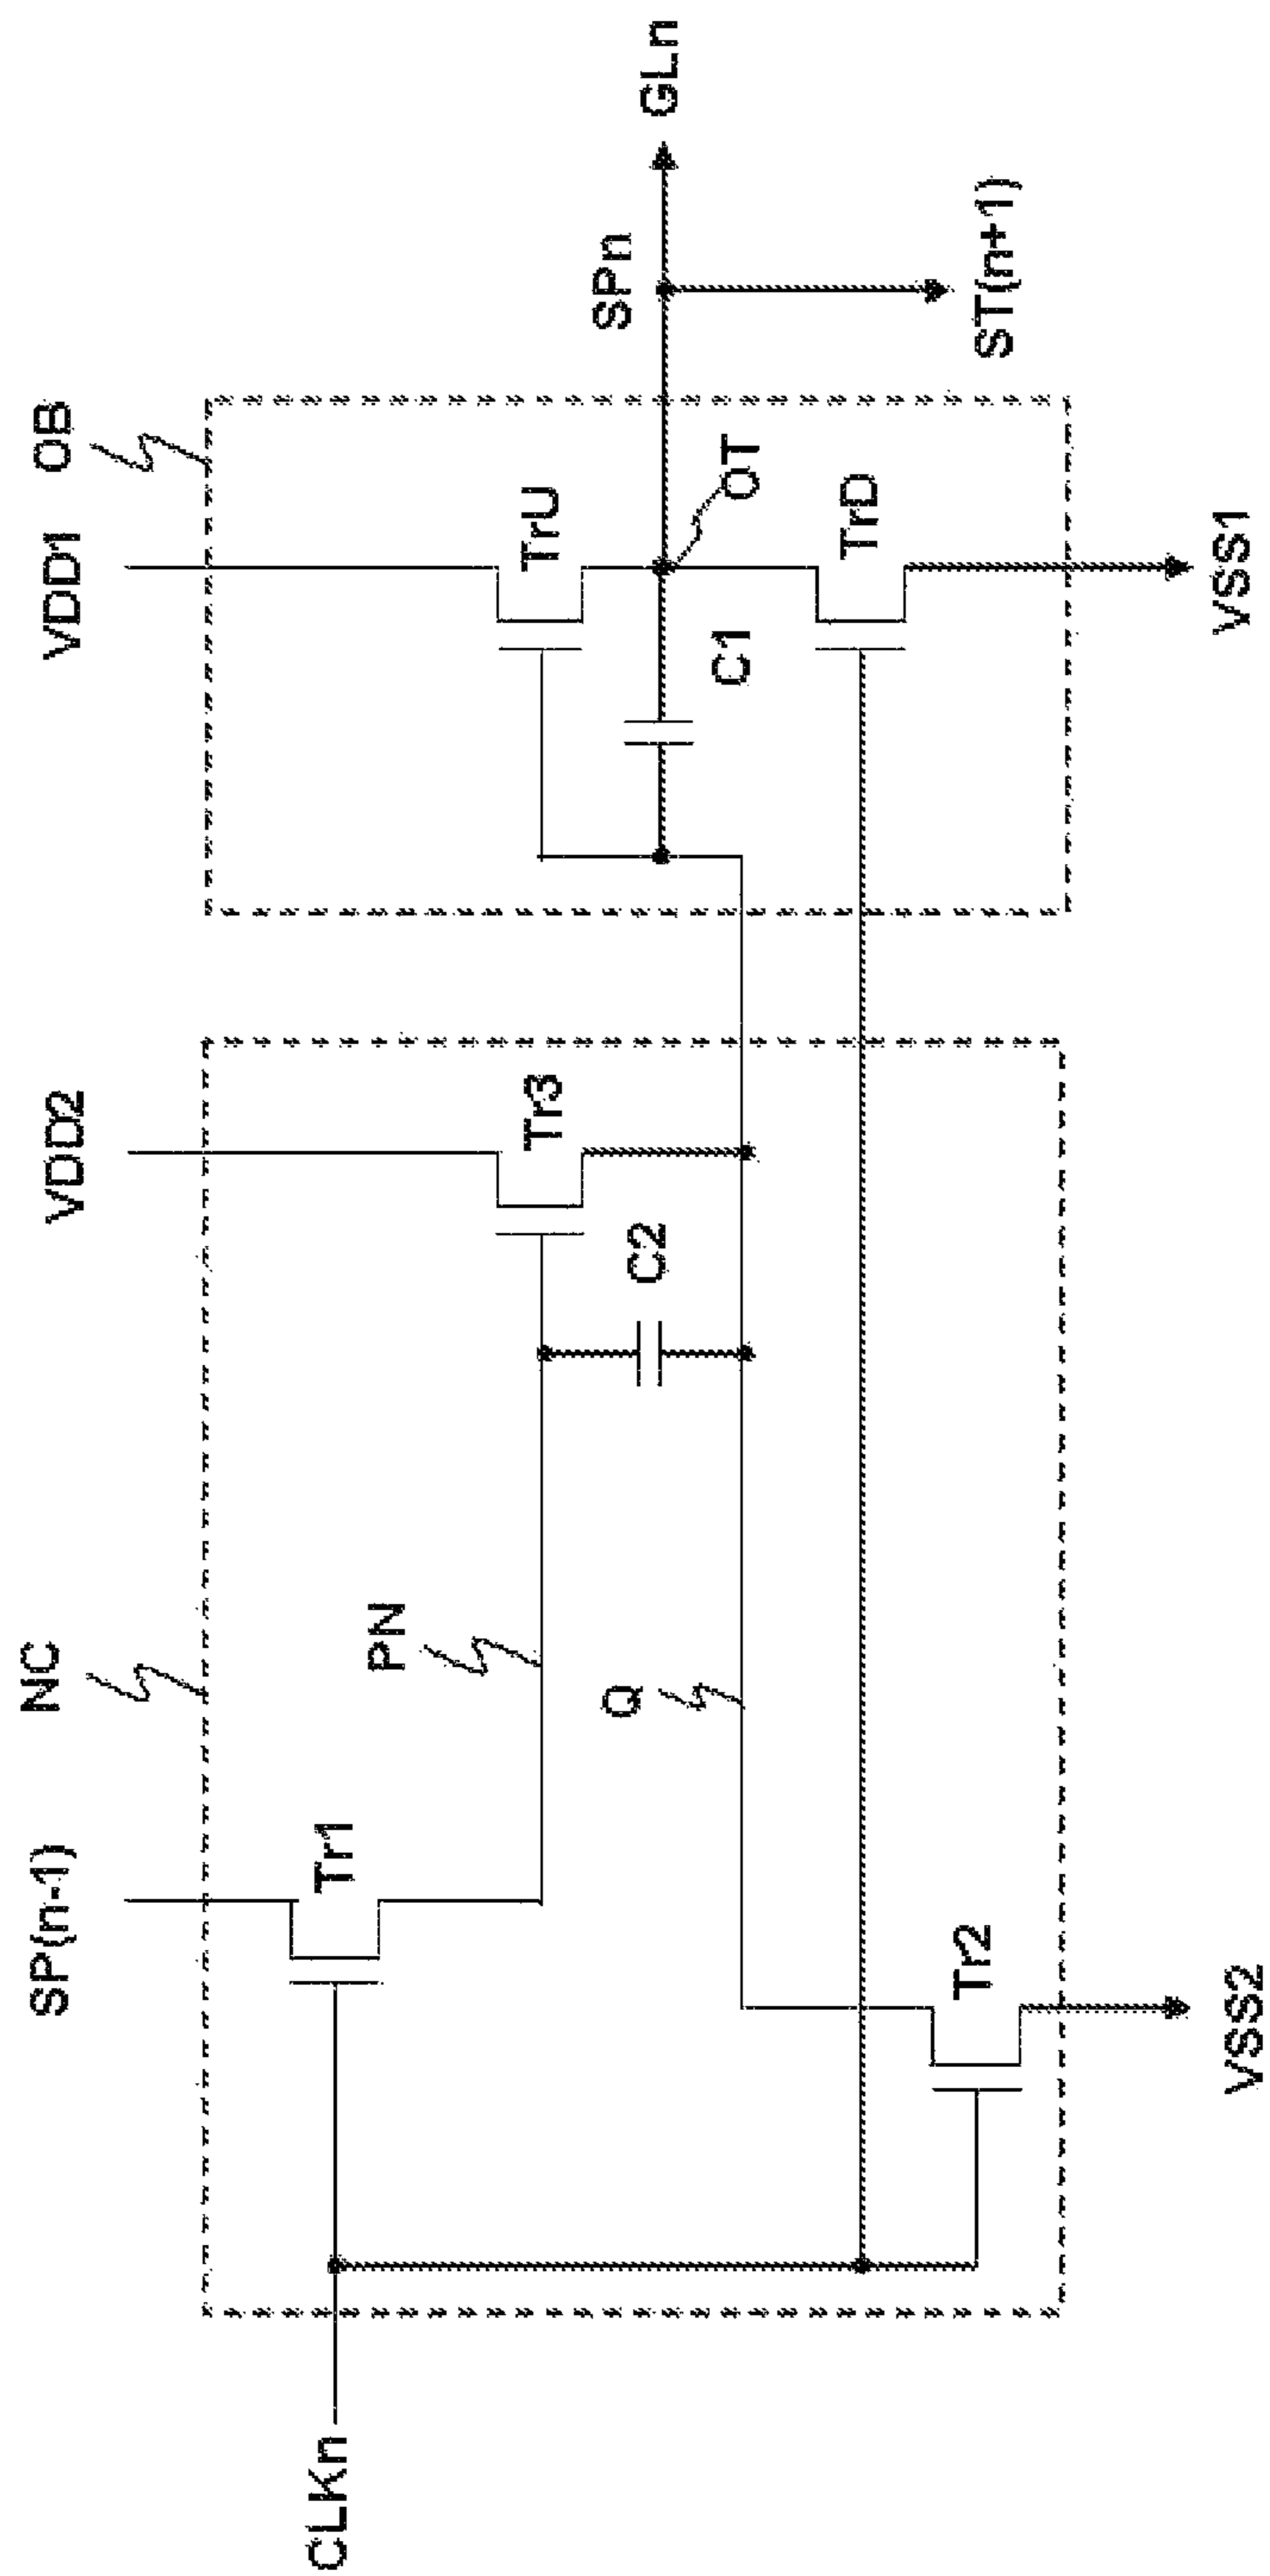 SP(n-1)
NC
VDD2
VDD1
OB
Tr1
PN
Tr3
TrU
SPn
GLn
CLKn
Q
C2
C1
OT
Tr2
TrD
ST(n+1)
VSS2
VSS1